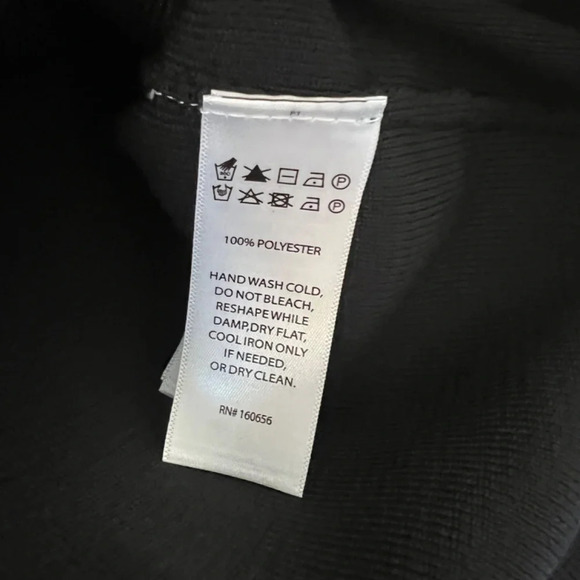 P
P
100% POLYESTER
HAND WASH COLD,
DO NOT BLEACH,
RESHAPE WHILE
DAMP,DRY FLAT,
COOL IRON ONLY
IF NEEDED,
OR DRY CLEAN.
RN# 160656